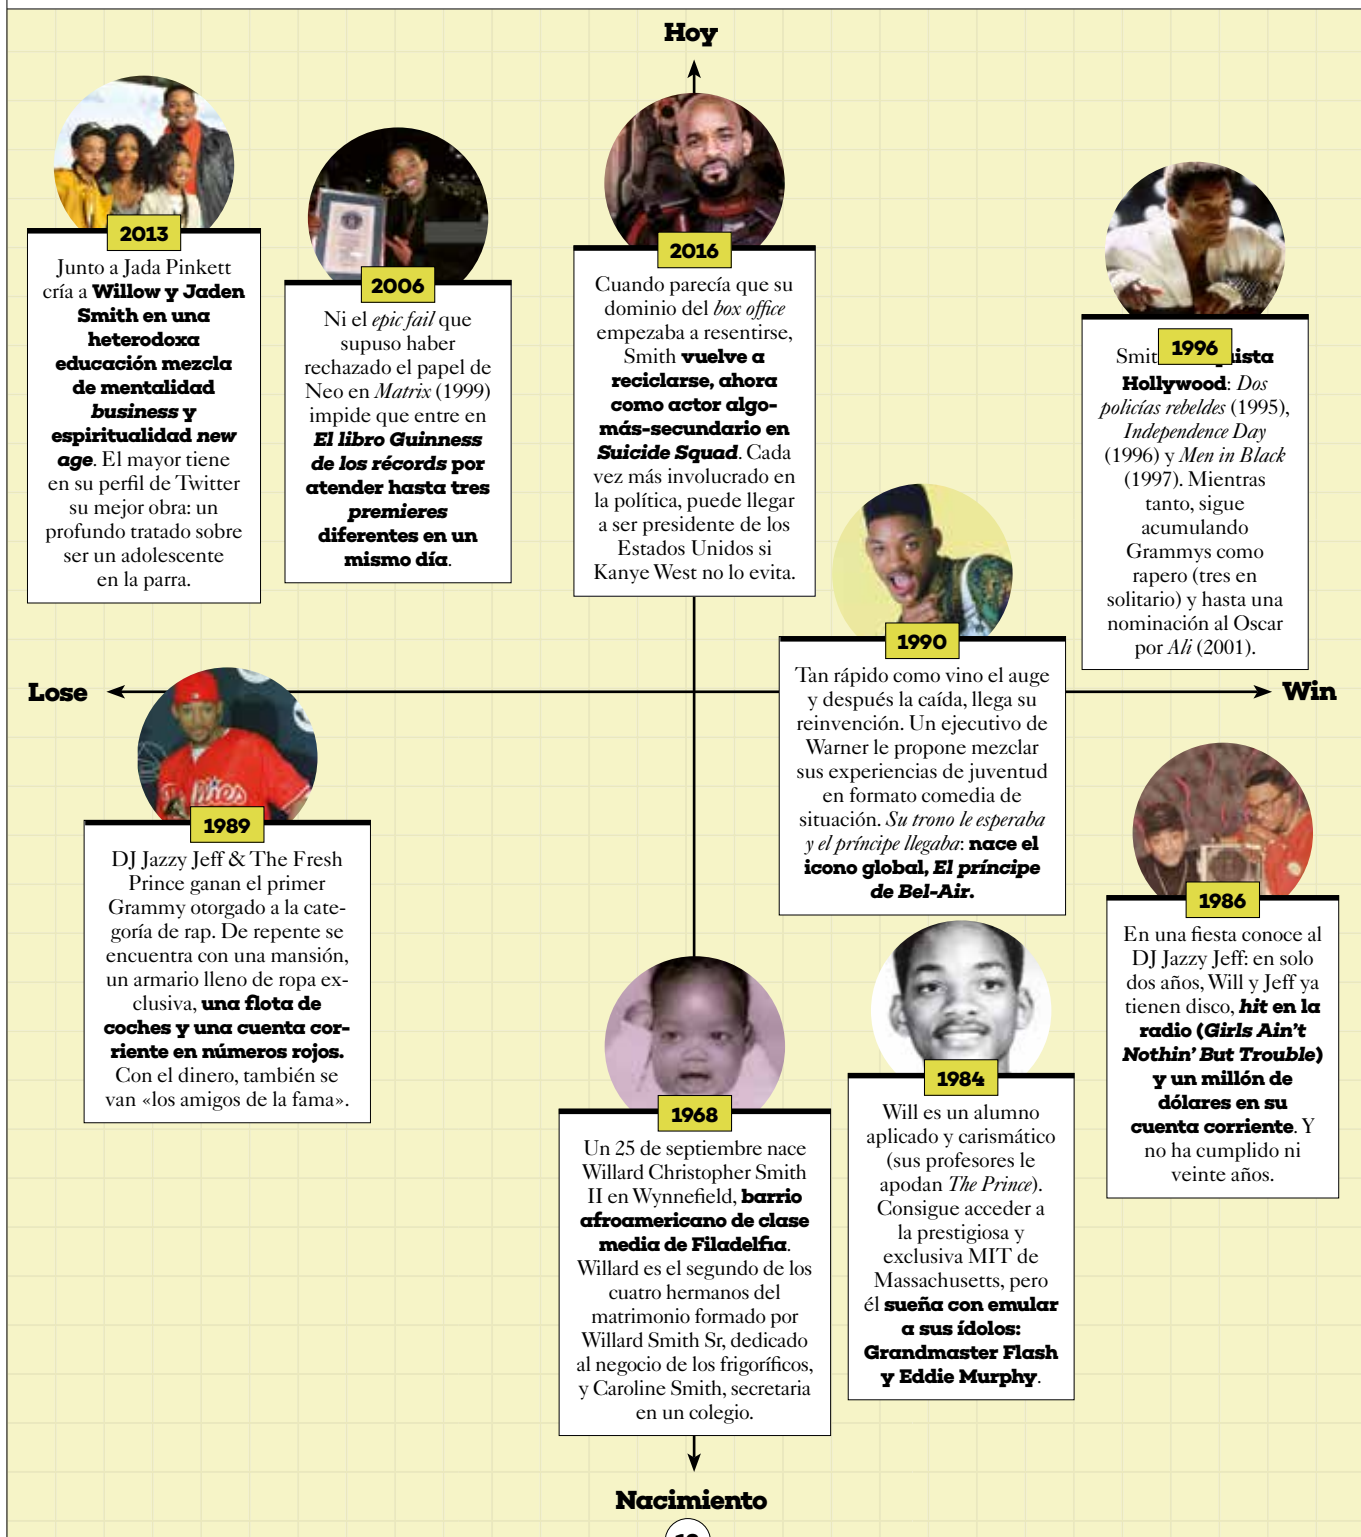 Hoy
2013
Junto a Jada Pinkett
cría a Willow y Jaden
Smith en una
heterodoxa
educación mezcla
de mentalidad
business y
espiritualidad new
age. El mayor tiene
en su perfil de Twitter
su mejor obra: un
profundo tratado sobre
ser un adolescente
en la parra.
2006
Ni el epic fail que
supuso haber
rechazado el papel de
Neo en Matrix (1999)
impide que entre en
El libro Guinness
de los récords por
atender hasta tres
premieres
diferentes en un
mismo día.
2016
Cuando parecía que su
dominio del box office
empezaba a resentirse,
Smith vuelve a
reciclarse, ahora
como actor algo-
más-secundario en
Suicide Squad. Cada
vez más involucrado en
la política, puede llegar
a ser presidente de los
Estados Unidos si
Kanye West no lo evita.
1996
Smit uista
Hollywood: Dos
policías rebeldes (1995),
Independence Day
(1996) y Men in Black
(1997). Mientras
tanto, sigue
acumulando
Grammys como
rapero (tres en
solitario) y hasta una
nominación al Oscar
por Ali (2001).
1990
Tan rápido como vino el auge
y después la caída, llega su
reinvención. Un ejecutivo de
Warner le propone mezclar
sus experiencias de juventud
en formato comedia de
situación. Su trono le esperaba
y el príncipe llegaba: nace el
icono global, El príncipe
de Bel-Air.
Lose
Win
1989
DJ Jazzy Jeff & The Fresh
Prince ganan el primer
Grammy otorgado a la cate-
goría de rap. De repente se
encuentra con una mansión,
un armario lleno de ropa ex-
clusiva, una flota de
coches y una cuenta cor-
riente en números rojos.
Con el dinero, también se
van «los amigos de la fama».
1986
En una fiesta conoce al
DJ Jazzy Jeff: en solo
dos años, Will y Jeff ya
tienen disco, hit en la
radio (Girls Ain't
Nothin' But Trouble)
y un millón de
dólares en su
cuenta corriente. Y
no ha cumplido ni
veinte años.
1984
Will es un alumno
aplicado y carismático
(sus profesores le
apodan The Prince).
Consigue acceder a
la prestigiosa y
exclusiva MIT de
Massachusetts, pero
él sueña con emular
a sus ídolos:
Grandmaster Flash
y Eddie Murphy.
1968
Un 25 de septiembre nace
Willard Christopher Smith
II en Wynnefield, barrio
afroamericano de clase
media de Filadelfia.
Willard es el segundo de los
cuatro hermanos del
matrimonio formado por
Willard Smith Sr, dedicado
al negocio de los frigoríficos,
y Caroline Smith, secretaria
en un colegio.
Nacimiento